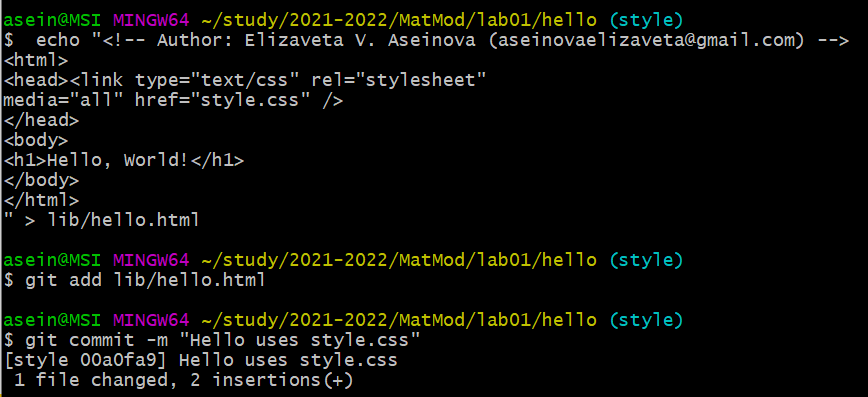 asein@MSI MINGW64 ~/study/2021-2022/MatMod/lab01/hello (style)
$  echo "<!-- Author: Elizaveta V. Aseinova (aseinovaelizaveta@gmail.com) -->
<html>
<head><link type="text/css" rel="stylesheet"
media="all" href="style.css" />
</head>
<body>
<h1>Hello, World!</h1>
</body>
</html>
" > lib/hello.html
asein@MSI MINGW64 ~/study/2021-2022/MatMod/lab01/hello (style)
$ git add lib/hello.html
asein@MSI MINGW64 ~/study/2021-2022/MatMod/lab01/hello (style)
$ git commit -m "Hello uses style.css"
[style 00a0fa9] Hello uses style.css
 1 file changed, 2 insertions(+)